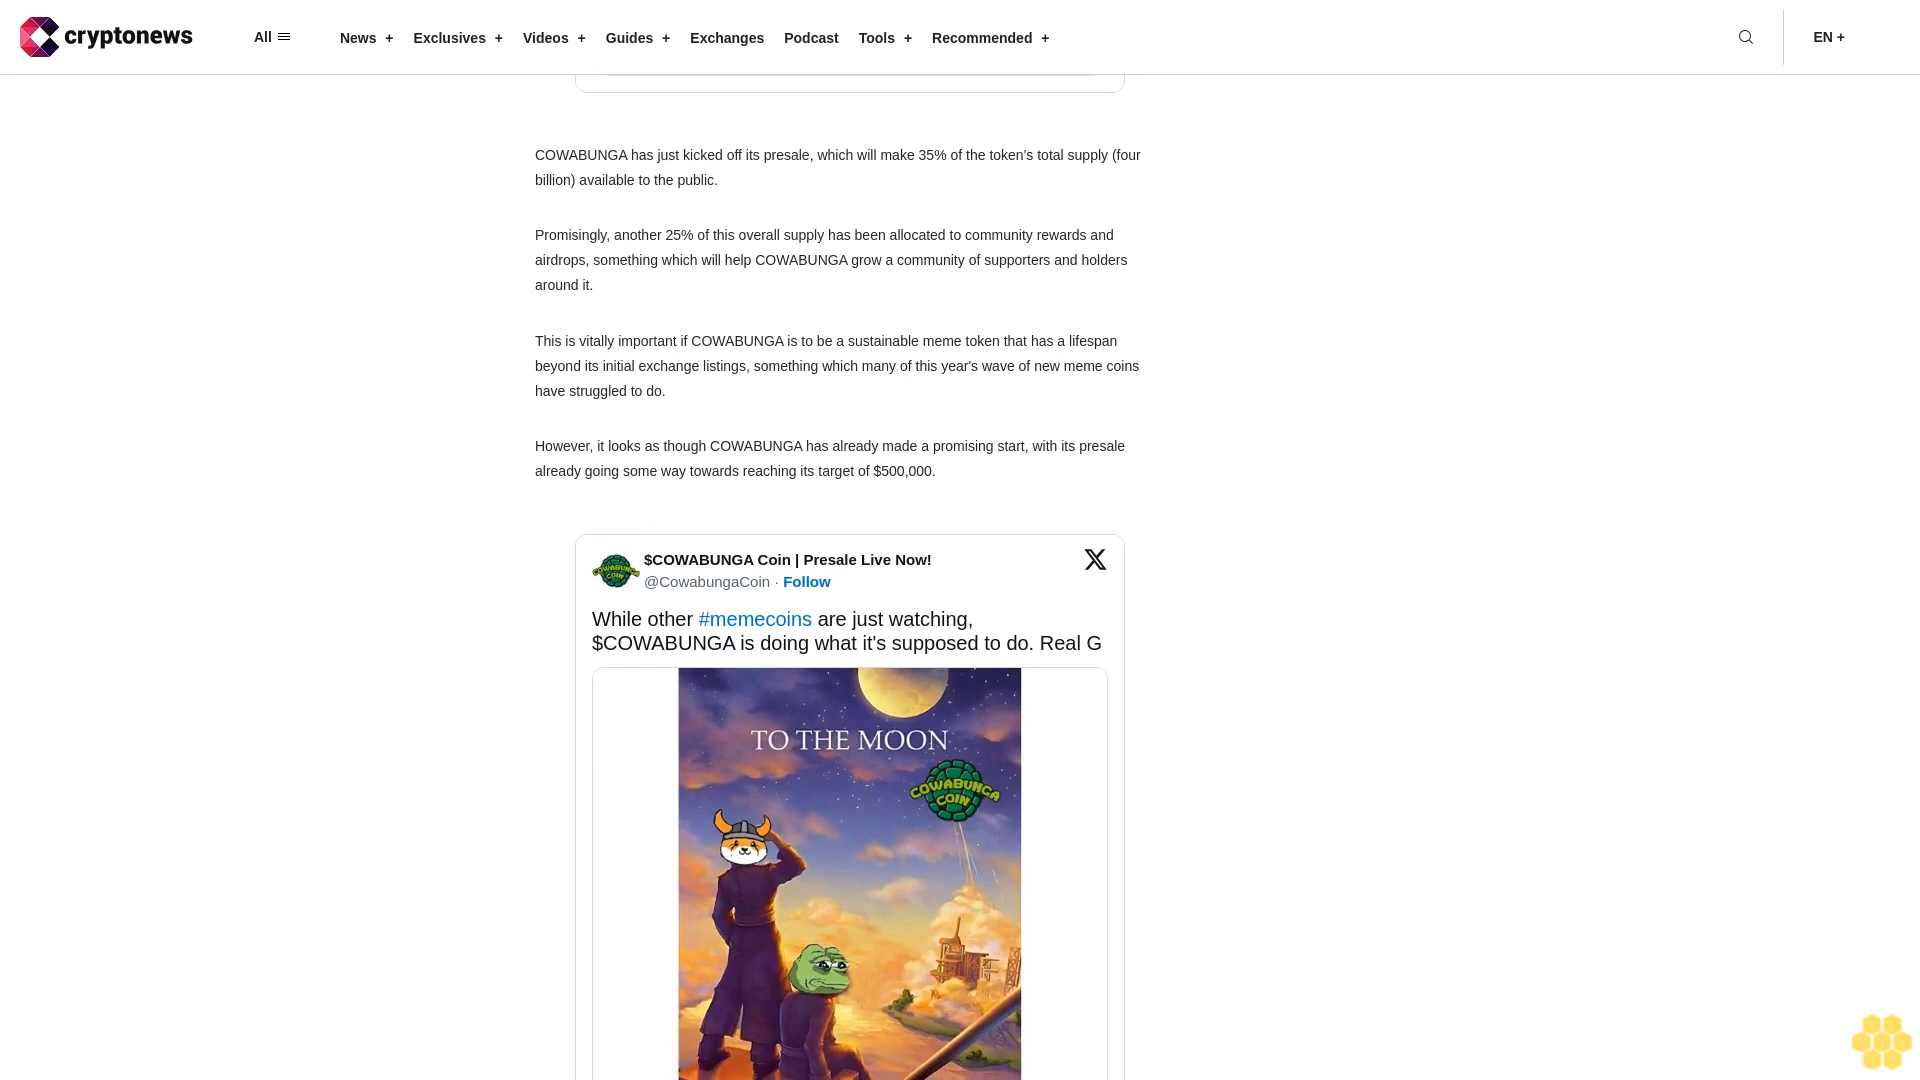 cryptonews
All
News +
Exclusives +
Videos +
Guides +
Exchanges
Podcast
Tools +
Recommended +
EN +
COWABUNGA has just kicked off its presale, which will make 35% of the token's total supply (four
billion) available to the public.
Promisingly, another 25% of this overall supply has been allocated to community rewards and
airdrops, something which will help COWABUNGA grow a community of supporters and holders
around it.
This is vitally important if COWABUNGA is to be a sustainable meme token that has a lifespan
beyond its initial exchange listings, something which many of this year's wave of new meme coins
have struggled to do.
However, it looks as though COWABUNGA has already made a promising start, with its presale
already going some way towards reaching its target of $500,000.
COWABUNGA
COIN
$COWABUNGA Coin | Presale Live Now!
@CowabungaCoin · Follow
While other #memecoins are just watching,
$COWABUNGA is doing what it's supposed to do. Real G
TO THE MOON
COWABUNGA
COIN